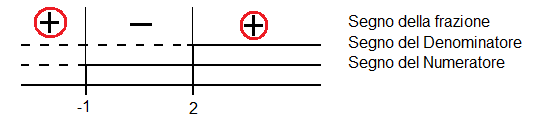 + − + Segno della frazione
Segno del Denominatore
Segno del Numeratore
-1 2